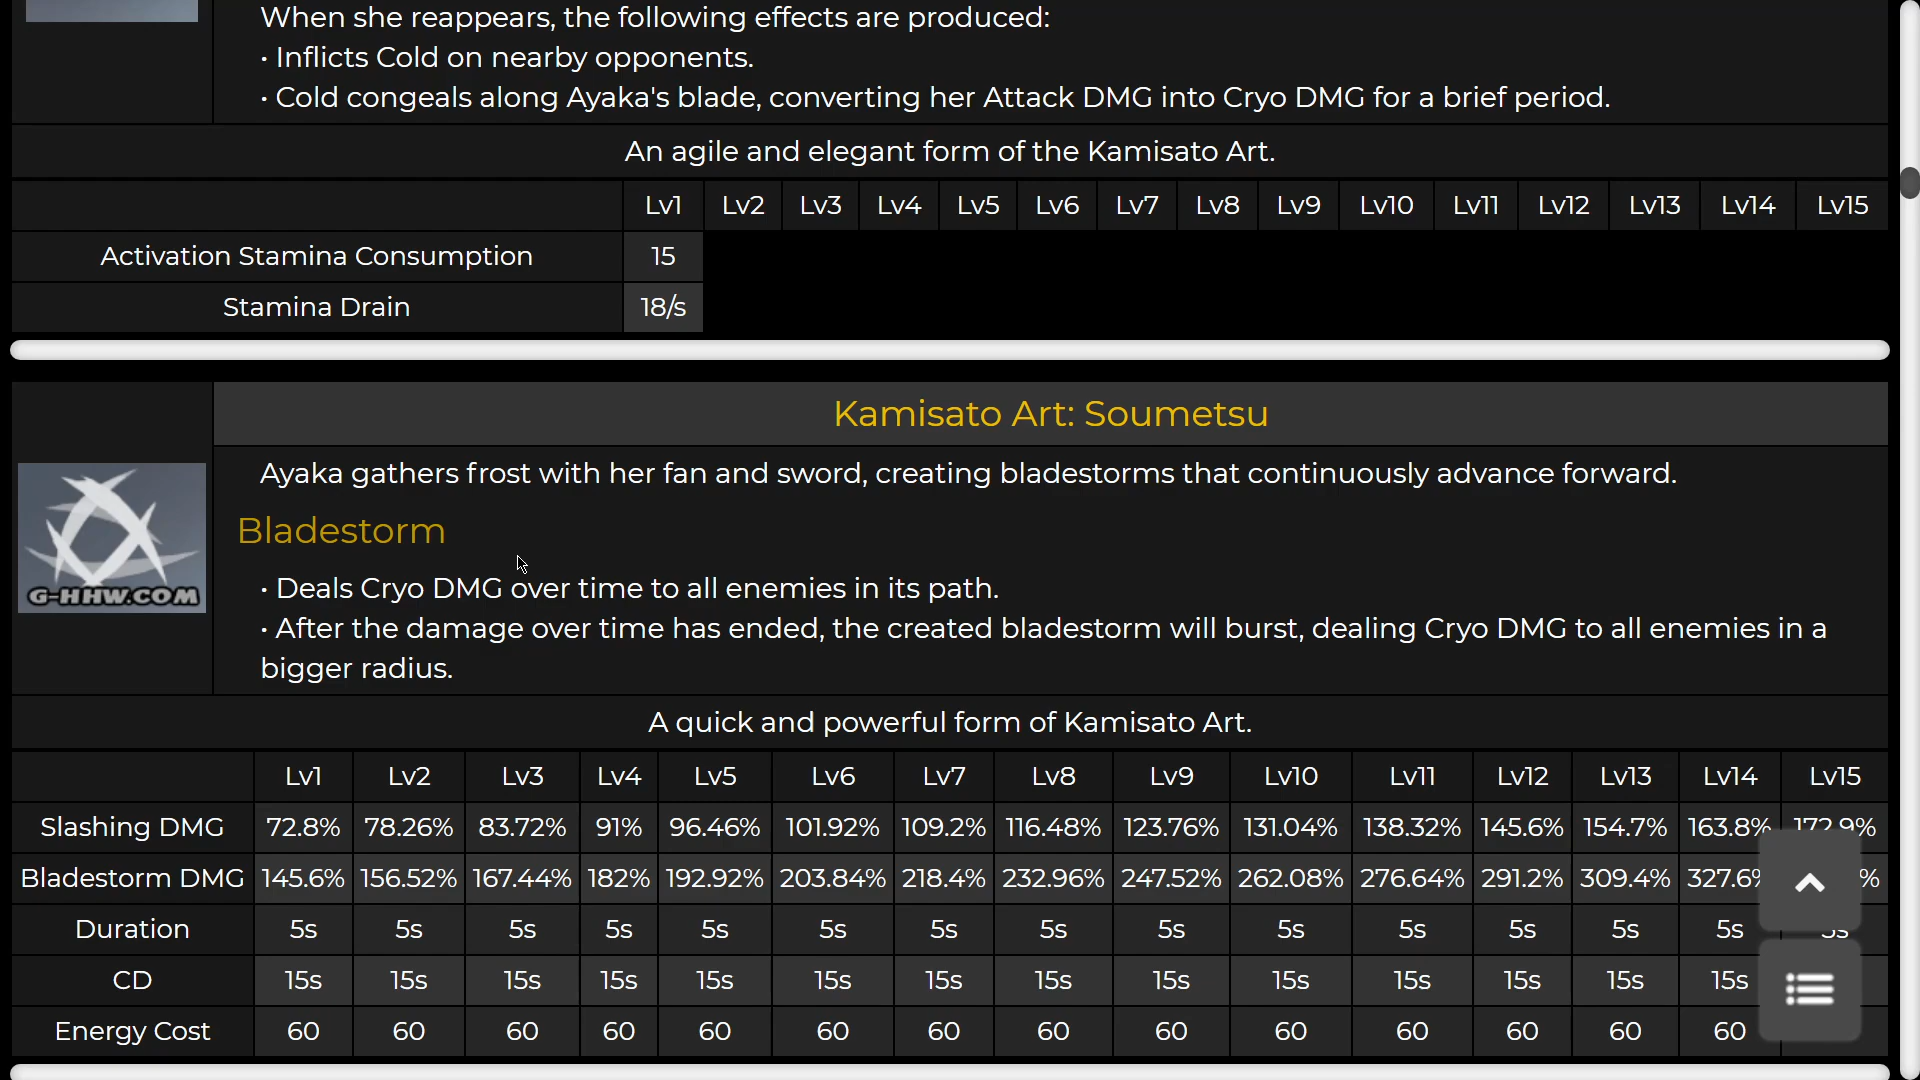 When she reappears, the following effects are produced:
• Inflicts Cold on nearby opponents.
• Cold congeals along Ayaka's blade, converting her Attack DMG into Cryo DMG for a brief period.
An agile and elegant form of the Kamisato Art.
Lv1 Lv2 Lv3 Lv4 Lv5 Lv6 Lv7 Lv8 Lv9 Lv10 Lv11 Lv12 Lv13 Lv14 Lv15
Activation Stamina Consumption 15
Stamina Drain 18/s
Kamisato Art: Soumetsu
Ayaka gathers frost with her fan and sword, creating bladestorms that continuously advance forward.
Bladestorm
• Deals Cryo DMG over time to all enemies in its path.
G-HHW.COM
• After the damage over time has ended, the created bladestorm will burst, dealing Cryo DMG to all enemies in a
bigger radius.
A quick and powerful form of Kamisato Art.
Lv1 Lv2 Lv3 Lv4 Lv5 Lv6 Lv7 Lv8 Lv9 Lv10 Lv11 Lv12 Lv13 Lv14 Lv15
Slashing DMG 72.8% 78.26% 83.72% 91% 96.46% 101.92% 109.2% 116.48% 123.76% 131.04% 138.32% 145.6% 154.7% 163.8% 172.9%
Bladestorm DMG 145.6% 156.52% 167.44% 182% 192.92% 203.84% 218.4% 232.96% 247.52% 262.08% 276.64% 291.2% 309.4% 327.6%
Duration 5s 5s 5s 5s 5s 5s 5s 5s 5s 5s 5s 5s 5s 5s 5s
CD 15s 15s 15s 15s 15s 15s 15s 15s 15s 15s 15s 15s 15s 15s
Energy Cost 60 60 60 60 60 60 60 60 60 60 60 60 60 60